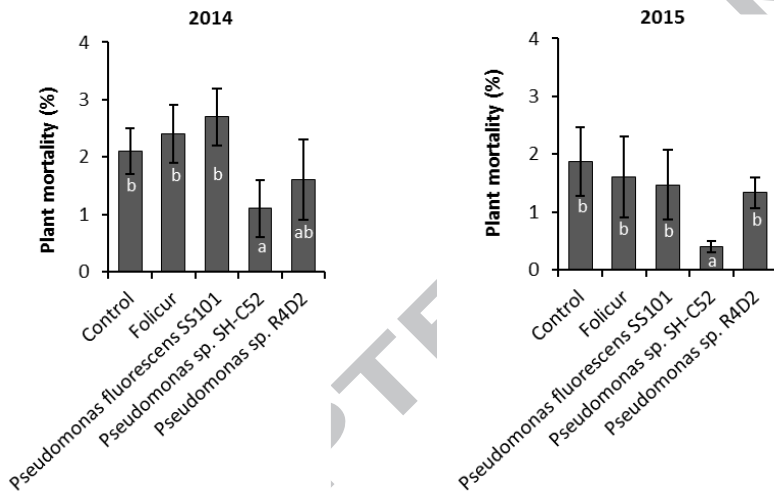 2014
Plant mortality (%)
4
3
2
1
0
b
b
b
a
ab
Control
Folicur
Pseudomonas fluorescens SS101
Pseudomonas sp. SH-C52
Pseudomonas sp. R4D2
2015
Plant mortality (%)
4
3
2
1
0
b
b
b
a
b
Control
Folicur
Pseudomonas fluorescens SS101
Pseudomonas sp. SH-C52
Pseudomonas sp. R4D2
PTE